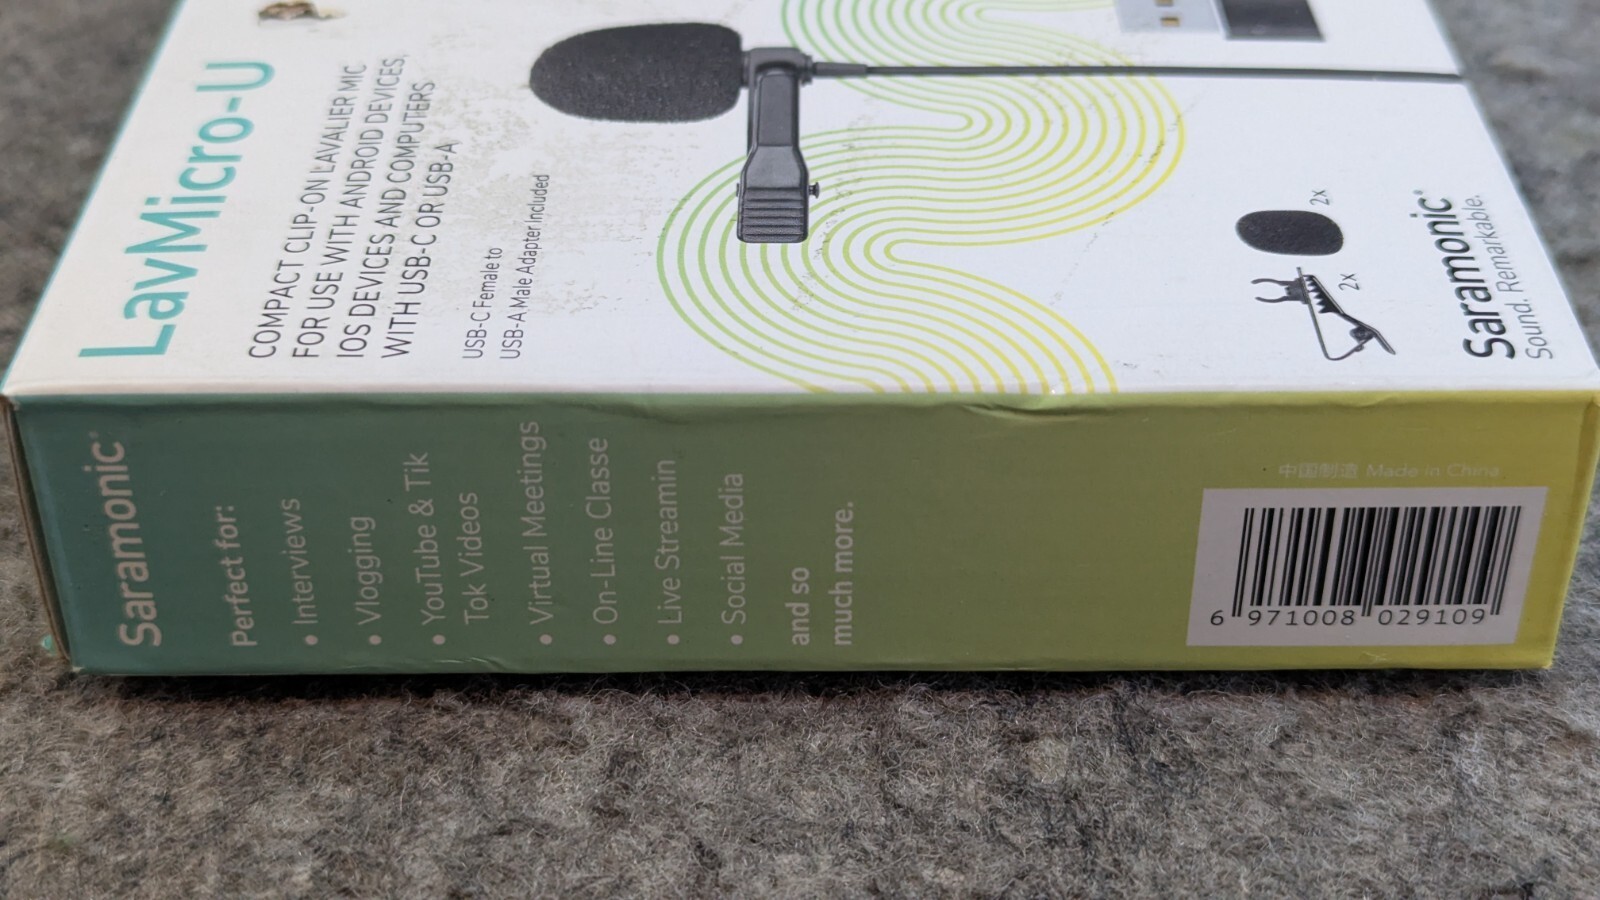 LavMicro-U
COMPACT CLIP-ON LAVALIER MIC
FOR USE WITH ANDROID DEVICES,
IOS DEVICES AND COMPUTERS
WITH USB-C OR USB-A
USB-C Female to
USB-A Male Adapter Included
2x
2x
Saramonic®
Sound. Remarkable.
Saramonic®
Perfect for:
• Interviews
• Vlogging
• YouTube & Tik
Tok Videos
• Virtual Meetings
• On-Line Classe
• Live Streamin
• Social Media
and so
much more.
中国制造 Made in China
6 971008 029109